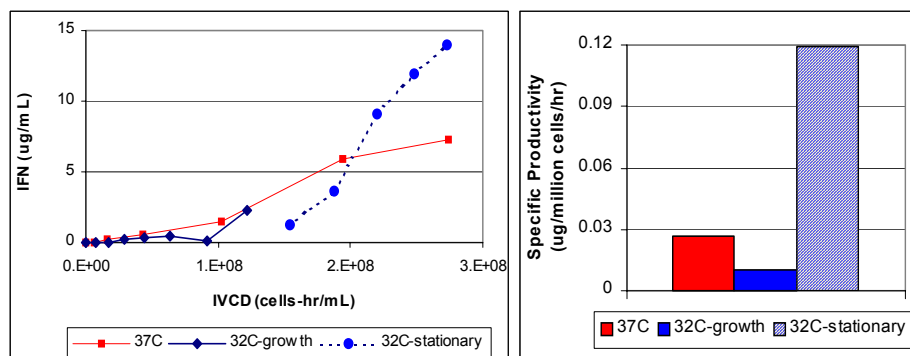 15
10
5
0
IFN (ug/mL)
0.E+00 1.E+08 2.E+08 3.E+08
IVCD (cells-hr/mL)
37C 32C-growth 32C-stationary
0.12
0.09
0.06
0.03
0
Specific Productivity
(ug/million cells/hr)
37C 32C-growth 32C-stationary